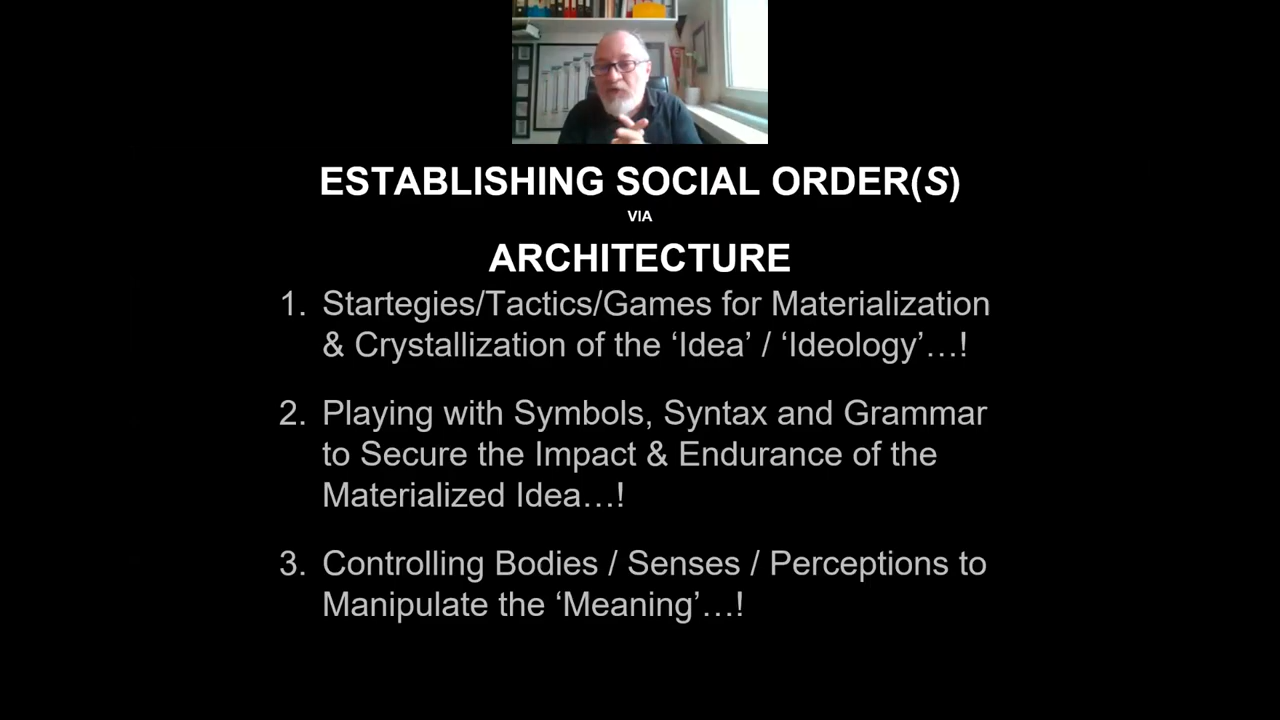 ESTABLISHING SOCIAL ORDER(S)
VIA
ARCHITECTURE
1. Startegies/Tactics/Games for Materialization
& Crystallization of the ‘Idea’ / ‘Ideology’…!
2. Playing with Symbols, Syntax and Grammar
to Secure the Impact & Endurance of the
Materialized Idea…!
3. Controlling Bodies / Senses / Perceptions to
Manipulate the ‘Meaning’…!